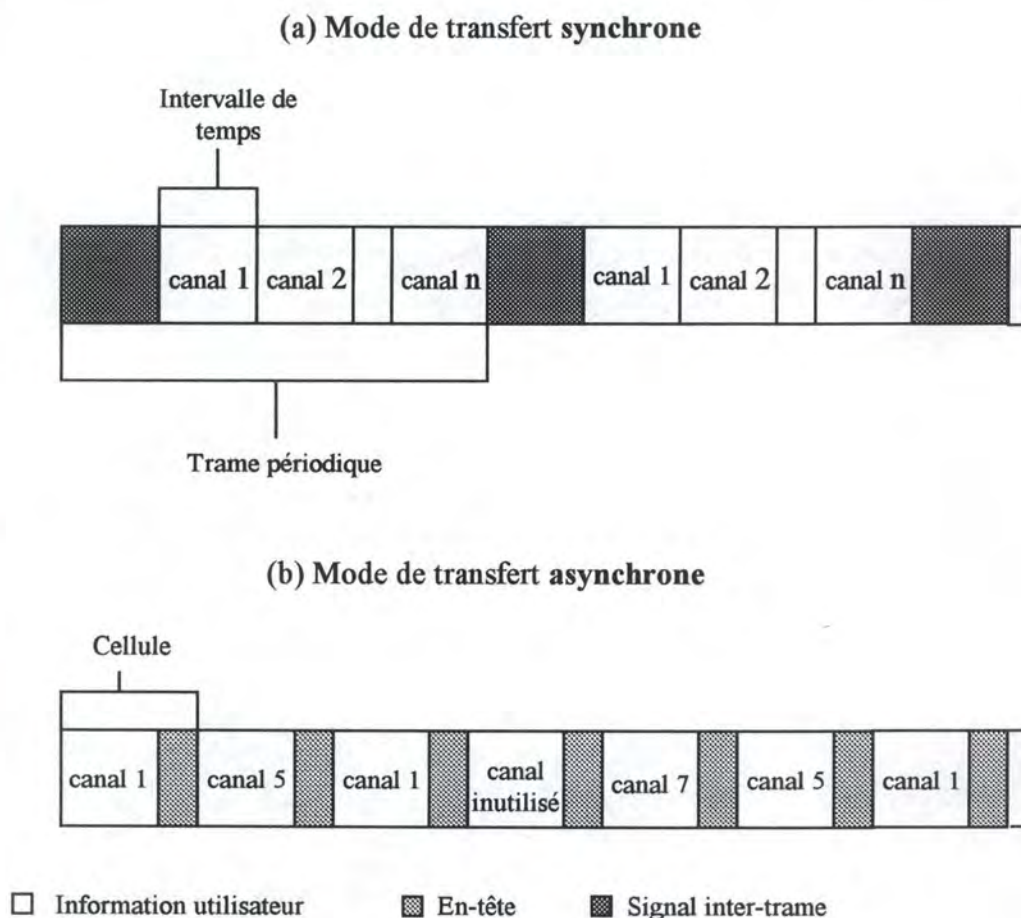 (a) Mode de transfert synchrone
Intervalle de
temps
canal 1 canal 2 canal n canal 1 canal 2 canal n
Trame périodique
(b) Mode de transfert asynchrone
Cellule
canal 1 canal 5 canal 1 canal inutilisé canal 7 canal 5 canal 1
Information utilisateur En-tête Signal inter-trame